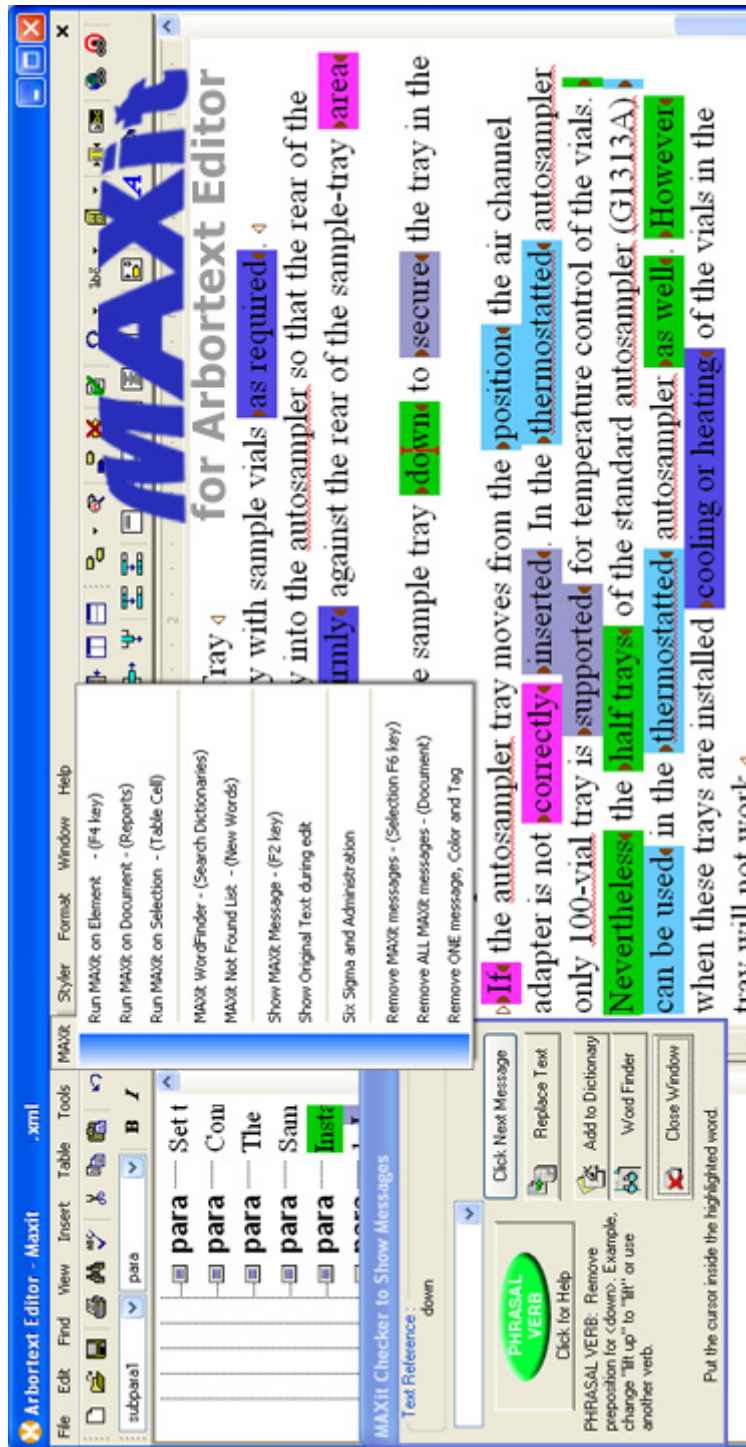 Arbortext Editor - Maxit .xml
File Edit Find View Insert Table Tools MAXit Styler Format Window Help
subpara1 para B I
MAXit
for Arbortext Editor
Run MAXit on Element - (F4 key)
Run MAXit on Document - (Reports)
Run MAXit on Selection - (Table Cell)
MAXit WordFinder - (Search Dictionaries)
MAXit Not Found List - (New Words)
Show MAXit Message - (F2 key)
Show Original Text during edit
Six Sigma and Administration
Remove MAXit messages - (Selection F6 key)
Remove ALL MAXit messages - (Document)
Remove ONE message, Color and Tag
para Set t
para Con
para The
para Sam
para Insta
Tray
y with sample vials as required.
y into the autosampler so that the rear of the
rmly against the rear of the sample-tray area
e sample tray down to secure the tray in the
If the autosampler tray moves from the position the air channel
adapter is not correctly inserted. In the thermostatted autosampler
only 100-vial tray is supported for temperature control of the vials.
Nevertheless the half trays of the standard autosampler (G1313A)
can be used in the thermostatted autosampler as well. However
when these trays are installed cooling or heating of the vials in the
tray will not work.
MAXit Checker to Show Messages
Text Reference :
down
PHRASAL
VERB
Click for Help
PHRASAL VERB: Remove
preposition for <down>. Example,
change "lift up" to "lift" or use
another verb.
Click Next Message
Replace Text
Add to Dictionary
Word Finder
Close Window
Put the cursor inside the highlighted word.